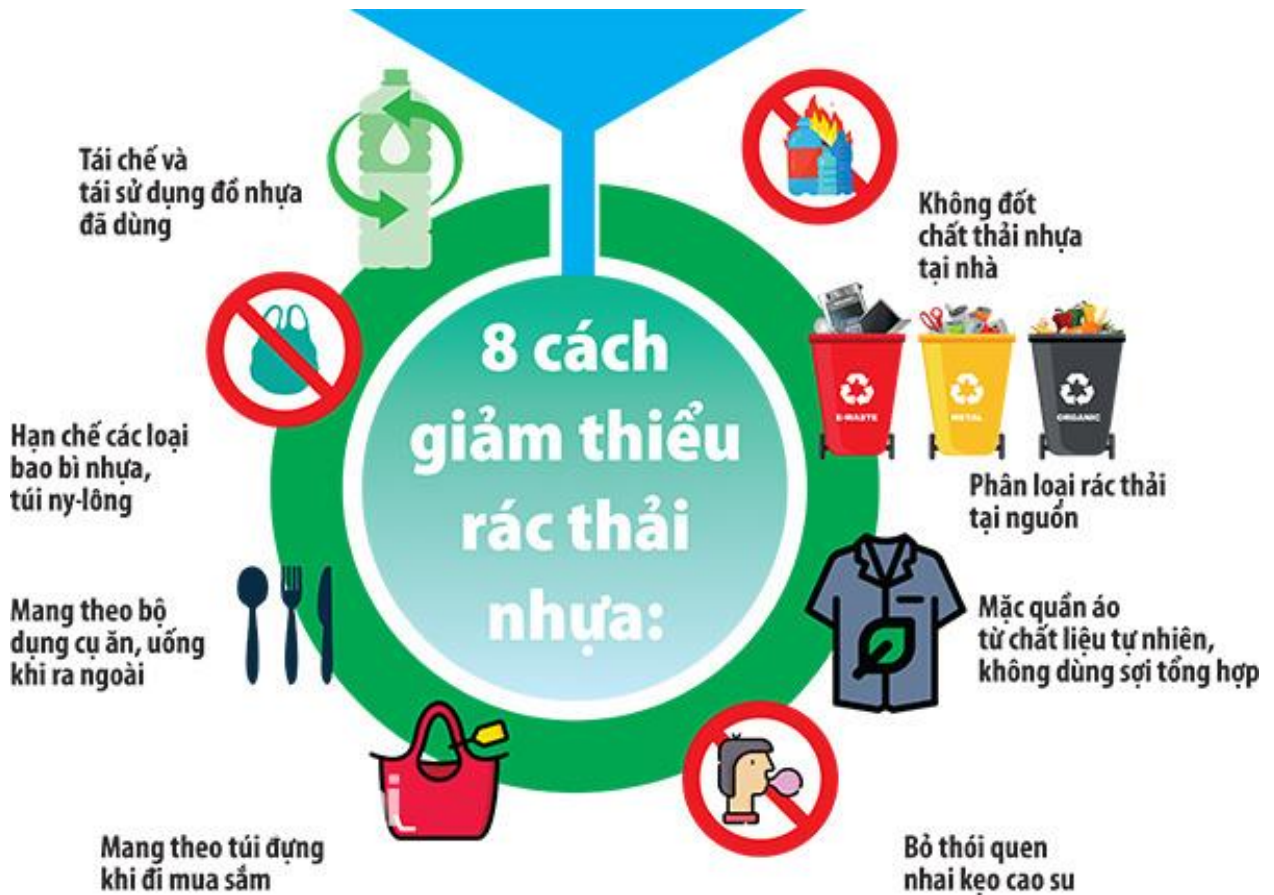 8 cách
giảm thiểu
rác thải
nhựa:
Tái chế và
tái sử dụng đồ nhựa
đã dùng
Hạn chế các loại
bao bì nhựa,
túi ny-lông
Mang theo bộ
dụng cụ ăn, uống
khi ra ngoài
Mang theo túi đựng
khi đi mua sắm
Không đốt
chất thải nhựa
tại nhà
E-WASTE
METAL
ORGANIC
Phân loại rác thải
tại nguồn
Mặc quần áo
từ chất liệu tự nhiên,
không dùng sợi tổng hợp
Bỏ thói quen
nhai kẹo cao su